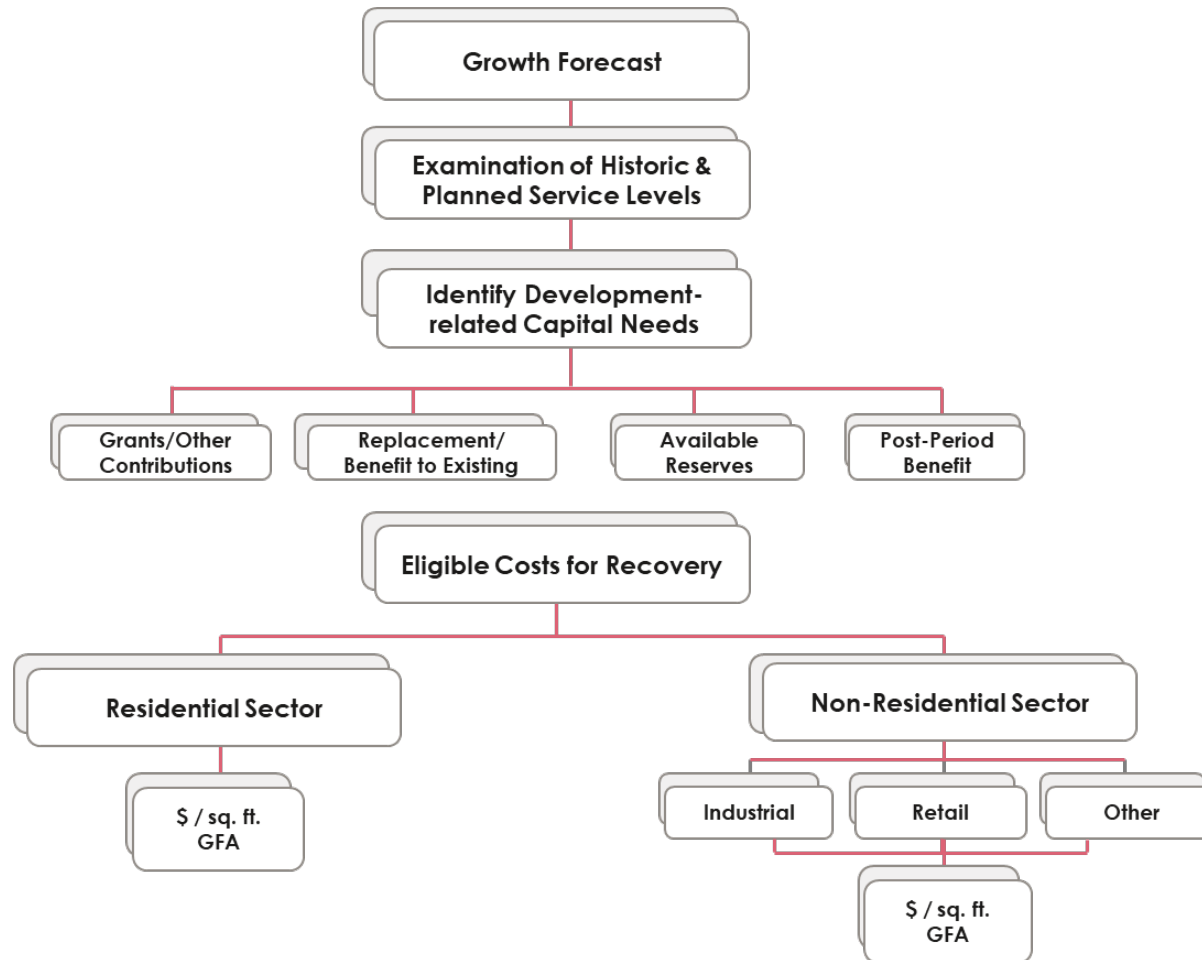 Growth Forecast
Examination of Historic &
Planned Service Levels
Identify Development-
related Capital Needs
Grants/Other
Contributions
Replacement/
Benefit to Existing
Available
Reserves
Post-Period
Benefit
Eligible Costs for Recovery
Residential Sector
Non-Residential Sector
$ / sq. ft.
GFA
Industrial
Retail
Other
$ / sq. ft.
GFA